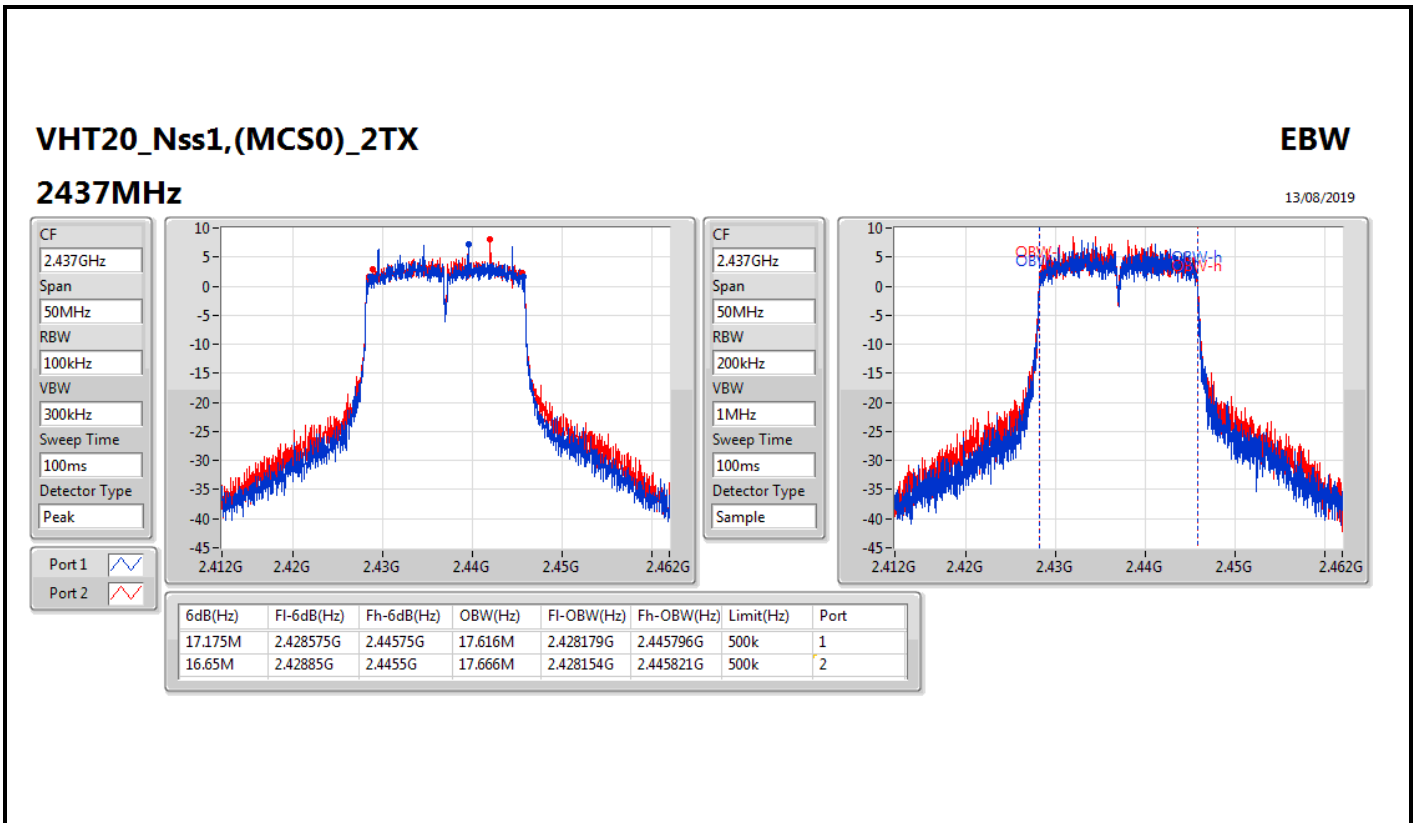 VHT20_Nss1,(MCS0)_2TX
EBW
2437MHz
13/08/2019
CF
2.437GHz
Span
50MHz
RBW
100kHz
VBW
300kHz
Sweep Time
100ms
Detector Type
Peak
Port 1
Port 2
10
5
0
-5
-10
-15
-20
-25
-30
-35
-40
-45
2.412G 2.42G 2.43G 2.44G 2.45G 2.462G
CF
2.437GHz
Span
50MHz
RBW
200kHz
VBW
1MHz
Sweep Time
100ms
Detector Type
Sample
10
5
0
-5
-10
-15
-20
-25
-30
-35
-40
-45
OBW-h
OBW-h
2.412G 2.42G 2.43G 2.44G 2.45G 2.462G
6dB(Hz) Fl-6dB(Hz) Fh-6dB(Hz) OBW(Hz) Fl-OBW(Hz) Fh-OBW(Hz) Limit(Hz) Port
17.175M 2.428575G 2.44575G 17.616M 2.428179G 2.445796G 500k 1
16.65M 2.42885G 2.4455G 17.666M 2.428154G 2.445821G 500k 2